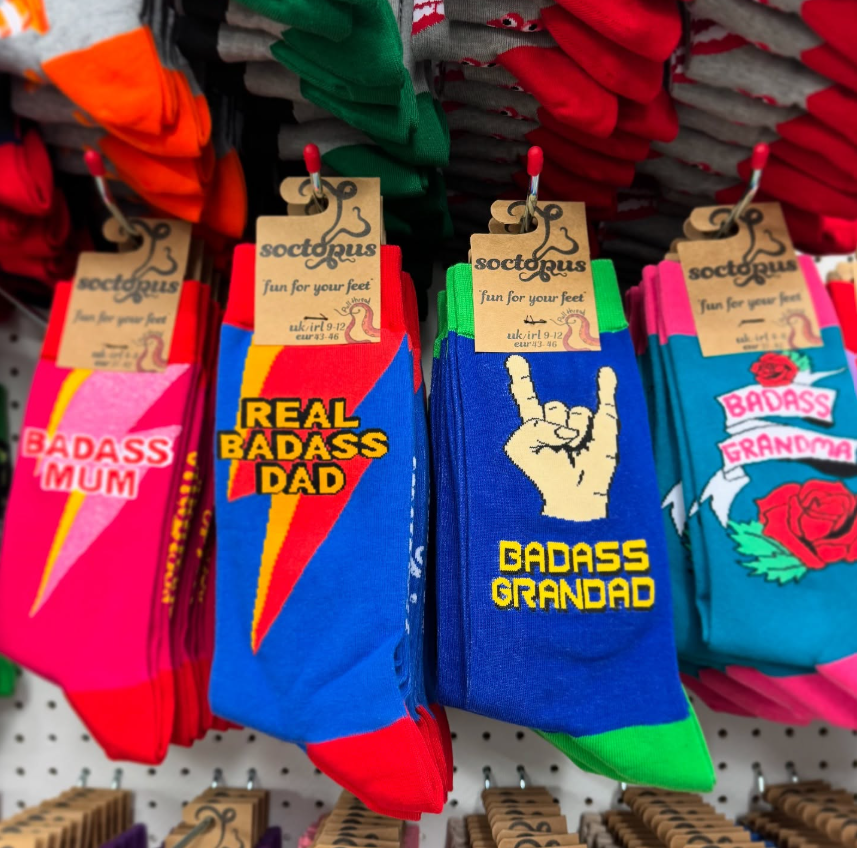 soctopus
fun for your feet
BADASS
MUM
soctopus
"fun for your feet"
uk/irl 9-12
eur 43-46
REAL
BADASS
DAD
soctopus
"fun for your feet"
uk/irl 9-12
eur 43-46
BADASS
GRANDAD
soctopus
"fun for your feet"
BADASS
GRANDMA